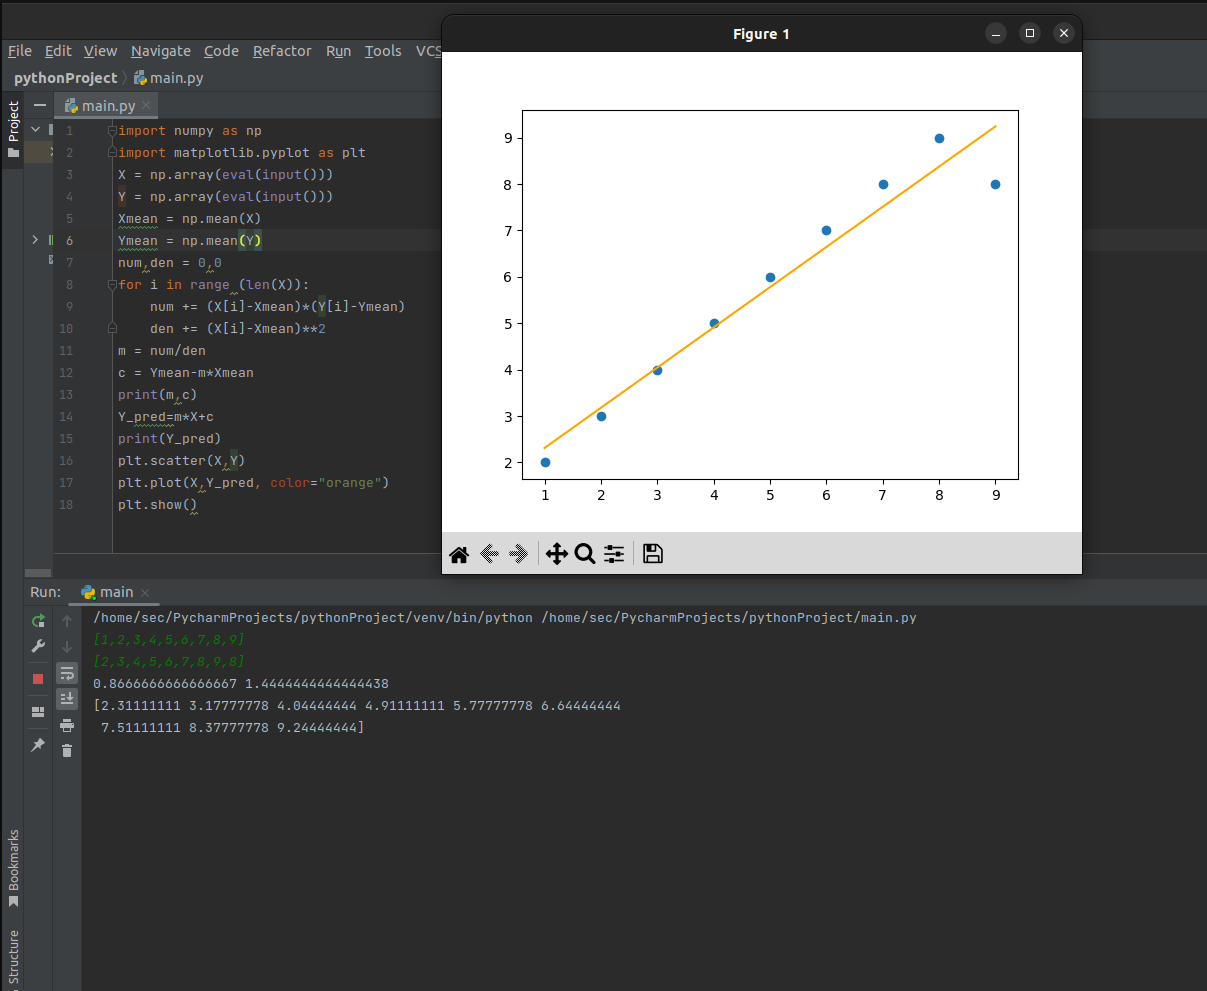 Figure 1
File Edit View Navigate Code Refactor Run Tools VCS
pythonProject main.py
Project
main.py
1 import numpy as np
2 import matplotlib.pyplot as plt
3 X = np.array(eval(input()))
4 Y = np.array(eval(input()))
5 Xmean = np.mean(X)
6 Ymean = np.mean(Y)
7 num,den = 0,0
8 for i in range (len(X)):
9 num += (X[i]-Xmean)*(Y[i]-Ymean)
10 den += (X[i]-Xmean)**2
11 m = num/den
12 c = Ymean-m*Xmean
13 print(m,c)
14 Y_pred=m*X+c
15 print(Y_pred)
16 plt.scatter(X,Y)
17 plt.plot(X,Y_pred, color="orange")
18 plt.show()
9
8
7
6
5
4
3
2
1 2 3 4 5 6 7 8 9
Run: main
/home/sec/PycharmProjects/pythonProject/venv/bin/python /home/sec/PycharmProjects/pythonProject/main.py
[1,2,3,4,5,6,7,8,9]
[2,3,4,5,6,7,8,9,8]
0.8666666666666667 1.4444444444444438
[2.31111111 3.17777778 4.04444444 4.91111111 5.77777778 6.64444444
7.51111111 8.37777778 9.24444444]
Bookmarks
Structure